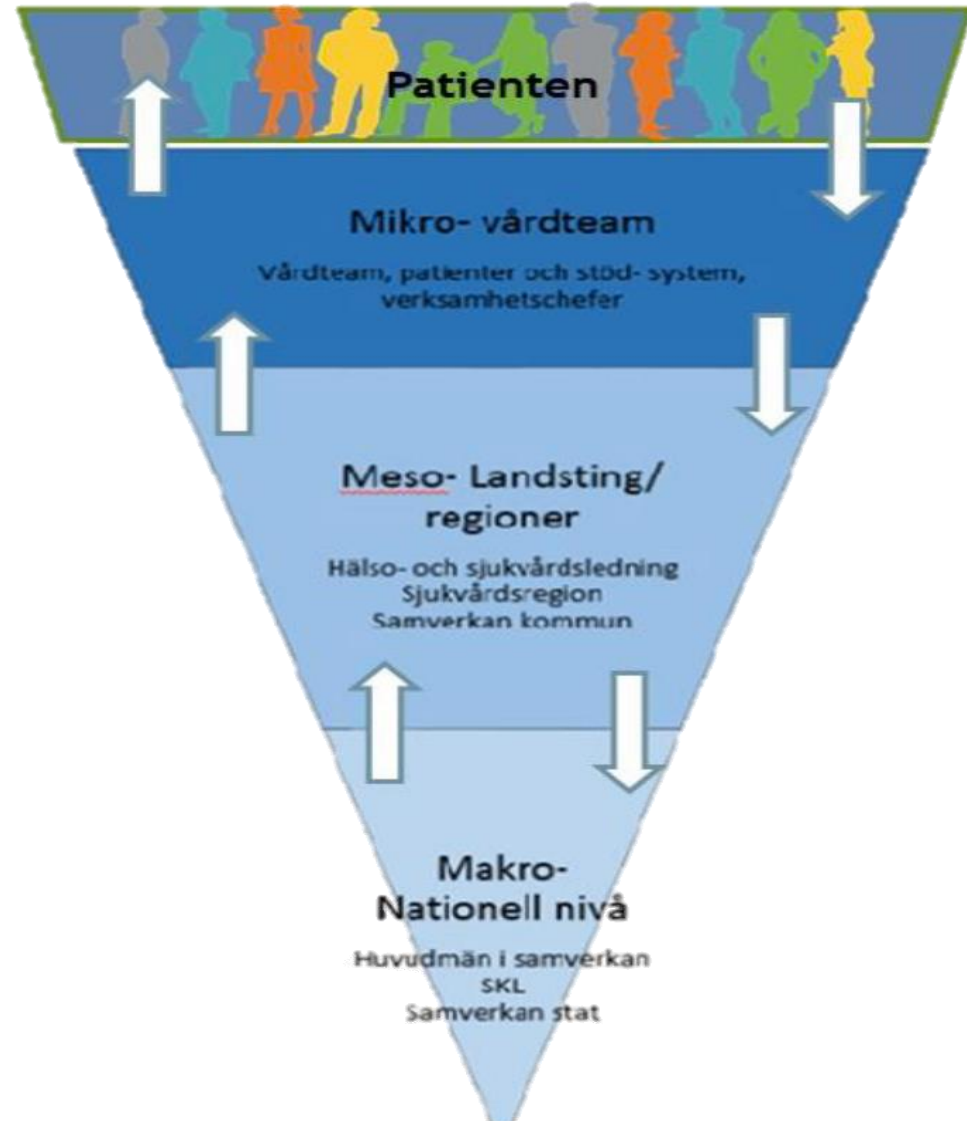 Patienten
Mikro- vårdteam
Vårdteam, patienter och stöd- system,
verksamhetschefer
Meso- Landsting/
regioner
Hälso- och sjukvårdsledning
Sjukvårdsregion
Samverkan kommun
Makro-
Nationell nivå
Huvudmän i samverkan
SKL
Samverkan stat